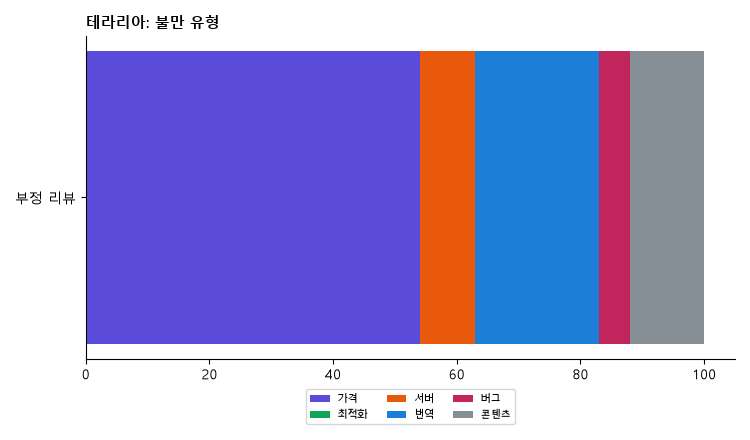 테라리아: 불만 유형
부정 리뷰
0 20 40 60 80 100
가격 서버 버그
최적화 번역 콘텐츠